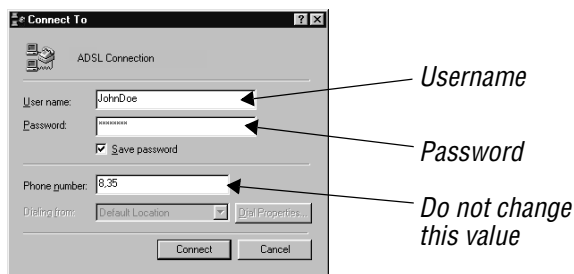 Connect To
ADSL Connection
Username
User name: JohnDoe
Password: xxxxxxxx
Password
Save password
Phone number: 8,35
Do not change
this value
Dialing from: Default Location Dial Properties...
Connect Cancel